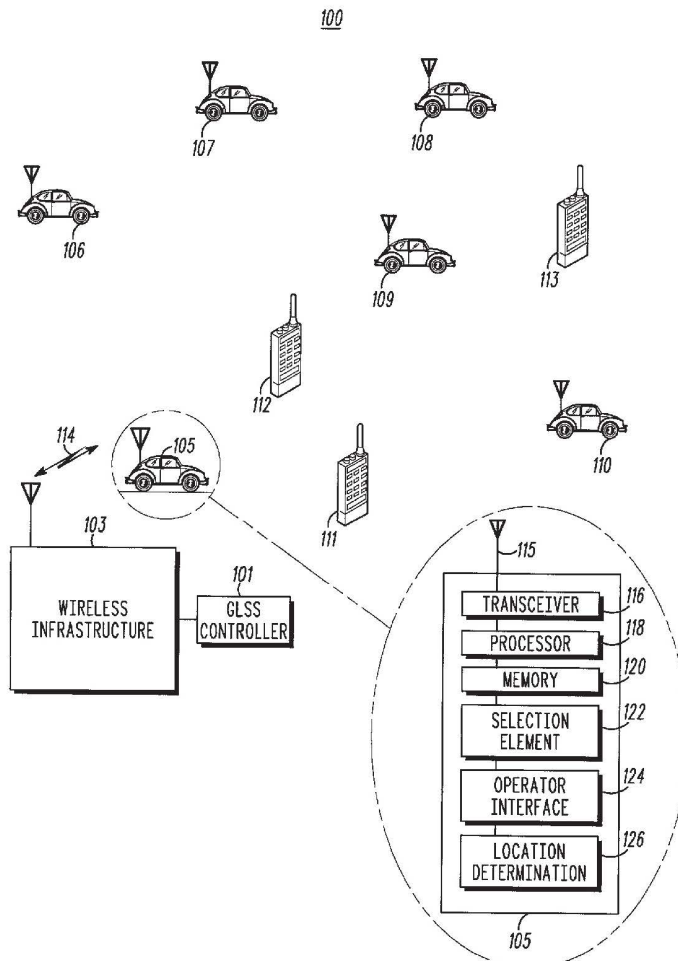 100
107
108
106
109
113
112
110
114
105
111
103
115
WIRELESS
INFRASTRUCTURE
101
GLSS
CONTROLLER
TRANSCEIVER
116
PROCESSOR
118
MEMORY
120
SELECTION
ELEMENT
122
OPERATOR
INTERFACE
124
LOCATION
DETERMINATION
126
105